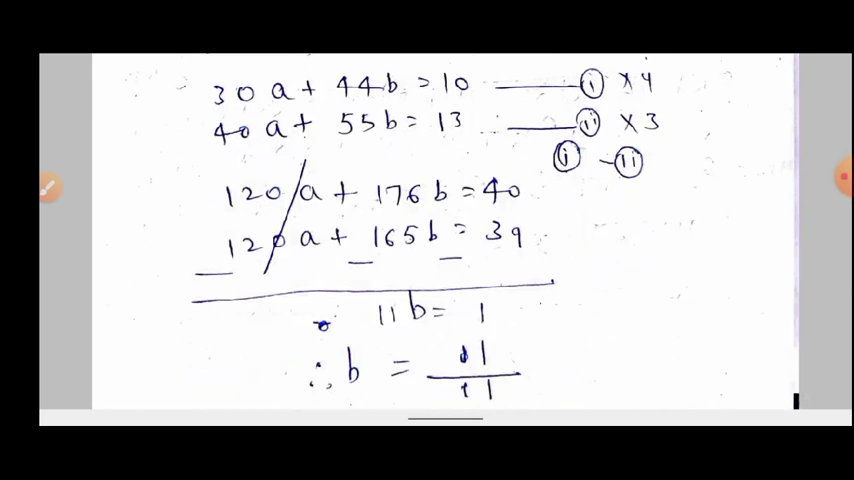 30a + 44b = 10 ——— (i) × 4
40a + 55b = 13 ——— (ii) × 3
(i) - (ii)
120a + 176b = 40
120a + 165b = 39
— — —
11b = 1
∴ b = 1/11